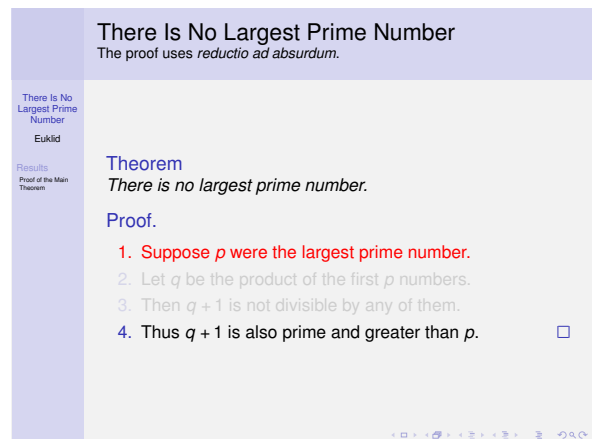 There Is No Largest Prime Number
The proof uses reductio ad absurdum.
There Is No
Largest Prime
Number
Euklid
Results
Proof of the Main
Theorem
Theorem
There is no largest prime number.
Proof.
1. Suppose p were the largest prime number.
2. Let q be the product of the first p numbers.
3. Then q + 1 is not divisible by any of them.
4. Thus q + 1 is also prime and greater than p.